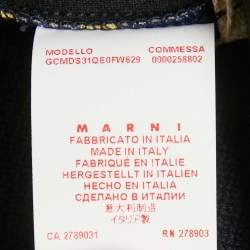 MODELLO COMMESSA
GCMDS31QE0FW629 0000258802
MARNI
FABBRICATO IN ITALIA
MADE IN ITALY
FABRIQUÉ EN ITALIE
HERGESTELLT IN ITALIEN
HECHO EN ITALIA
СДЕЛАНО В ИТАЛИИ
意大利制造
イタリア製
CA 2789031 RN 278903